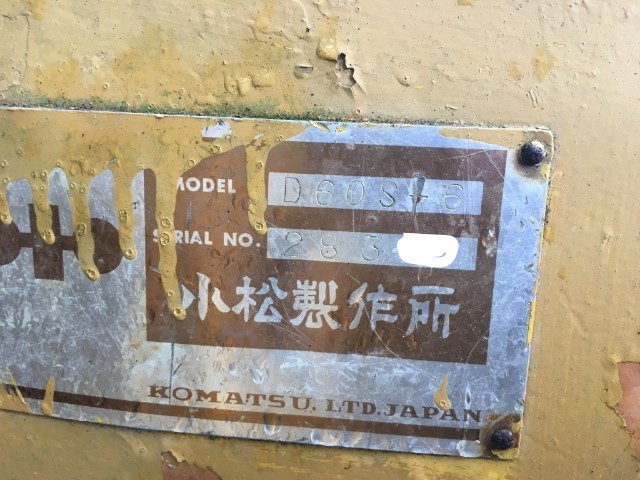 MODEL D60S-6
SERIAL NO. 283
小松製作所
KOMATSU, LTD. JAPAN